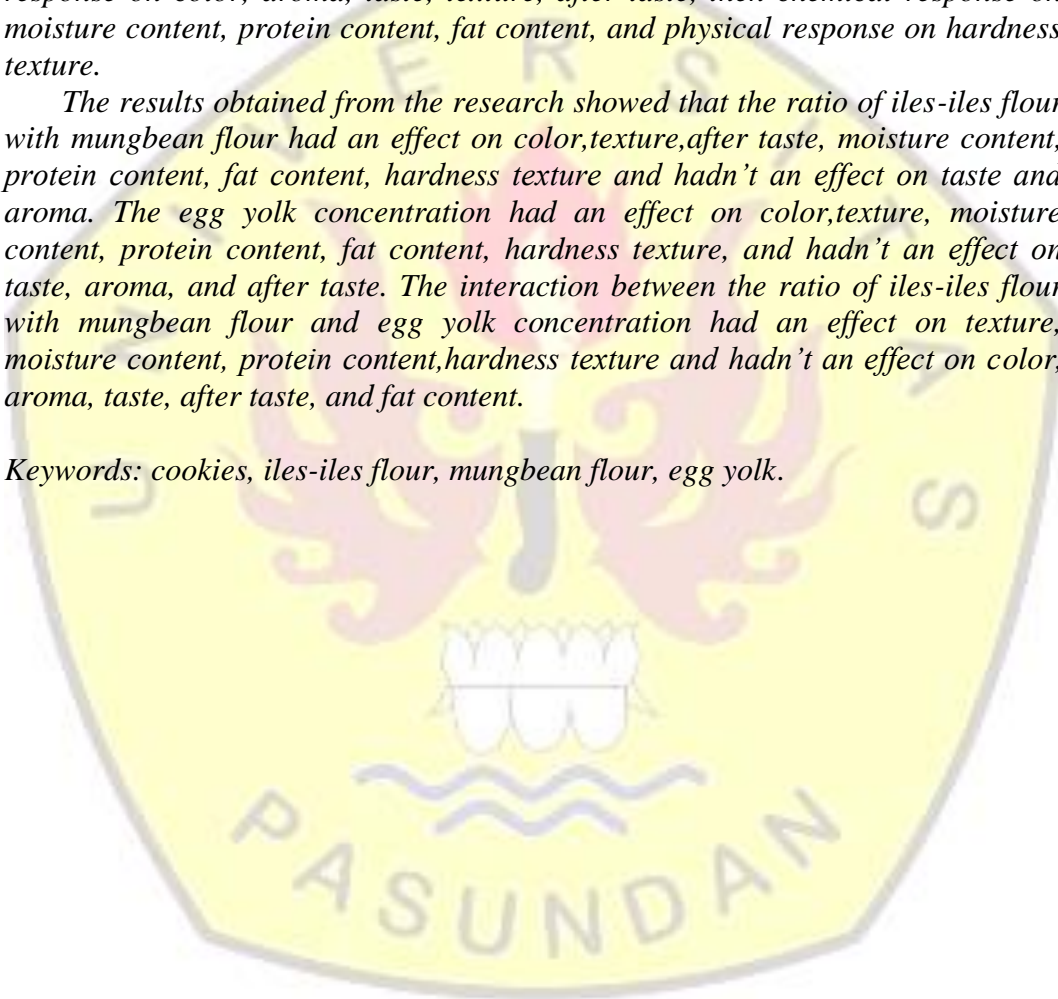 response on color, aroma, taste, texture, after taste, then chemical response on
moisture content, protein content, fat content, and physical response on hardness
texture.
The results obtained from the research showed that the ratio of iles-iles flour
with mungbean flour had an effect on color,texture,after taste, moisture content,
protein content, fat content, hardness texture and hadn't an effect on taste and
aroma. The egg yolk concentration had an effect on color,texture, moisture
content, protein content, fat content, hardness texture, and hadn't an effect on
taste, aroma, and after taste. The interaction between the ratio of iles-iles flour
with mungbean flour and egg yolk concentration had an effect on texture,
moisture content, protein content,hardness texture and hadn't an effect on color,
aroma, taste, after taste, and fat content.
Keywords: cookies, iles-iles flour, mungbean flour, egg yolk.
UNIVERSITAS
PASUNDAN